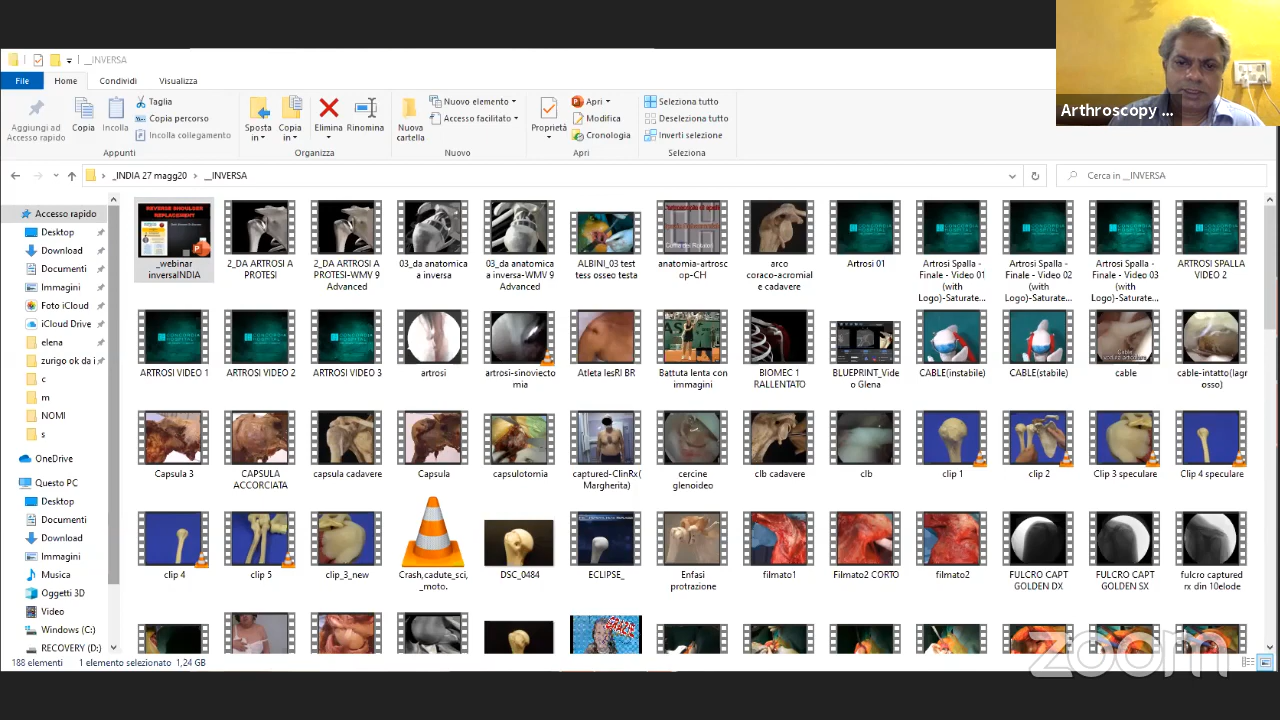 __INVERSA
Arthroscopy ...
File
Home
Condividi
Visualizza
Aggiungi ad
Accesso rapido
Copia
Incolla
Taglia
Copia percorso
Incolla collegamento
Appunti
Sposta
in
Copia
in
Elimina
Rinomina
Organizza
Nuova
cartella
Nuovo elemento
Accesso facilitato
Nuovo
Proprietà
Apri
Modifica
Cronologia
Apri
Seleziona tutto
Deseleziona tutto
Inverti selezione
Seleziona
_INDIA 27 magg20 > __INVERSA
Cerca in __INVERSA
Accesso rapido
Desktop
Download
Documenti
Immagini
Foto iCloud
iCloud Drive
elena
zurigo ok da i
c
m
NOMI
s
OneDrive
Questo PC
Desktop
Documenti
Download
Immagini
Musica
Oggetti 3D
Video
Windows (C:)
RECOVERY (D:)
REVERSE SHOULDER
REPLACEMENT
_webinar
inversaINDIA
2_DA ARTROSI A
PROTESI
2_DA ARTROSI A
PROTESI-WMV 9
Advanced
03_da anatomica
a inversa
03_da anatomica
a inversa-WMV 9
Advanced
ALBINI_03 test
tess osseo testa
anatomia-artrosc
op-CH
arco
coraco-acromial
e cadavere
Artrosi 01
Artrosi Spalla -
Finale - Video 01
(with
Logo)-Saturate...
Artrosi Spalla -
Finale - Video 02
(with
Logo)-Saturate...
Artrosi Spalla -
Finale - Video 03
(with
Logo)-Saturate...
ARTROSI SPALLA
VIDEO 2
ARTROSI VIDEO 1
ARTROSI VIDEO 2
ARTROSI VIDEO 3
artrosi
artrosi-sinoviecto
mia
Atleta lesRI BR
Battuta lenta con
immagini
BIOMEC 1
RALLENTATO
BLUEPRINT_Vide
o Glena
CABLE(instabile)
CABLE(stabile)
cable
cable-intatto(lagr
osso)
Capsula 3
CAPSULA
ACCORCIATA
capsula cadavere
Capsula
capsulotomia
captured-ClinRx(
Margherita)
cercine
glenoideo
clb cadavere
clb
clip 1
clip 2
Clip 3 speculare
Clip 4 speculare
clip 4
clip 5
clip_3_new
Crash,cadute_sci,
_moto.
DSC_0484
ECLIPSE_
Enfasi
protrazione
filmato1
Filmato2 CORTO
filmato2
FULCRO CAPT
GOLDEN DX
FULCRO CAPT
GOLDEN SX
fulcro captured
rx din 10elode
188 elementi
1 elemento selezionato 1,24 GB
zoom